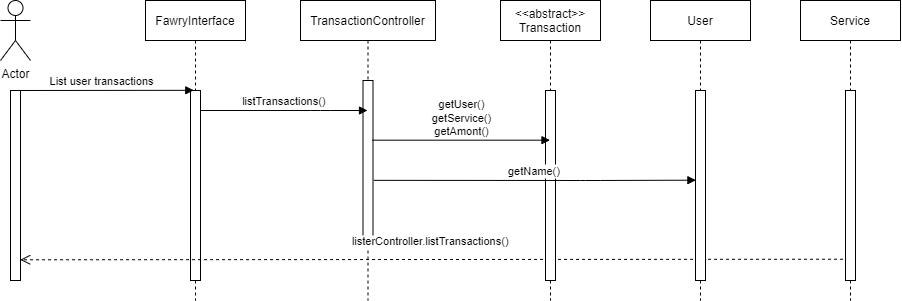 FawryInterface
TransactionController
<<abstract>>
Transaction
User
Service
Actor
List user transactions
listTransactions()
getUser()
getService()
getAmont()
getName()
listerController.listTransactions()